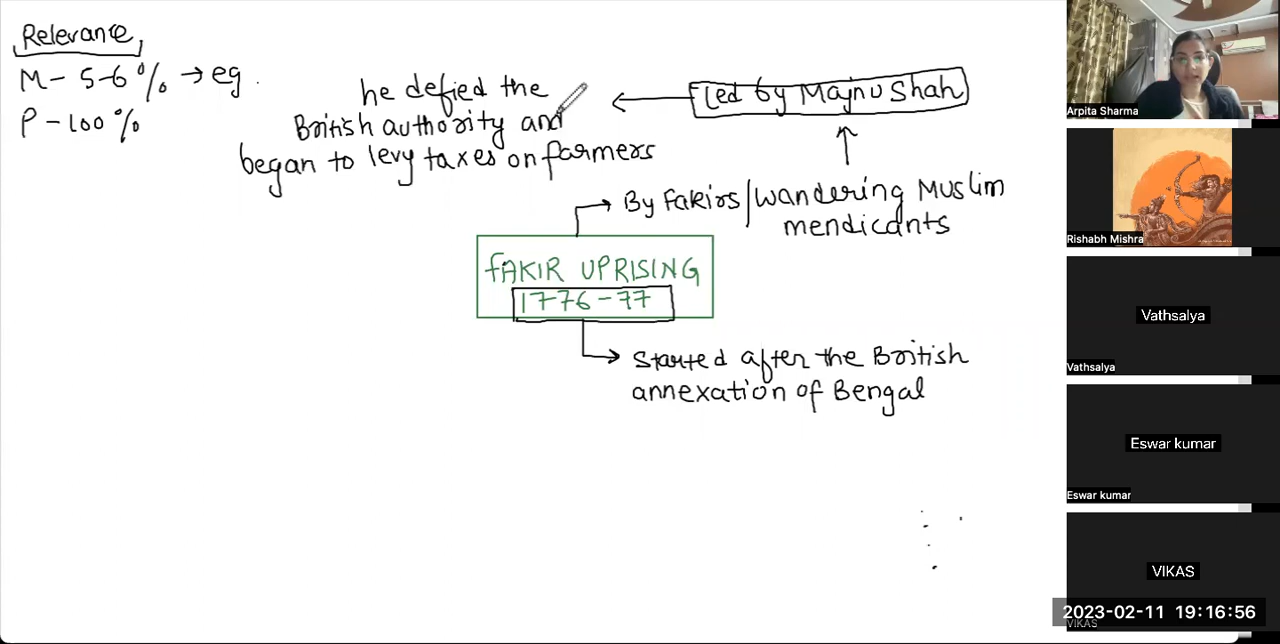 Relevance
M - 5-6% → eg.
P - 100%
he defied the
British authority and
began to levy taxes on farmers
Led by Majnu Shah
By Fakirs/wandering Muslim
mendicants
FAKIR UPRISING
1776-77
Started after the British
annexation of Bengal
Arpita Sharma
Rishabh Mishra
Vathsalya
Vathsalya
Eswar kumar
Eswar kumar
VIKAS
2023-02-11 19:16:56
VIKAS